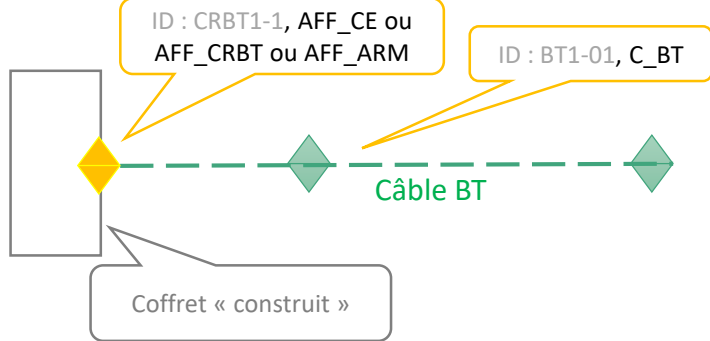 ID : CRBT1-1, AFF_CE ou
AFF_CRBT ou AFF_ARM
ID : BT1-01, C_BT
Câble BT
Coffret « construit »